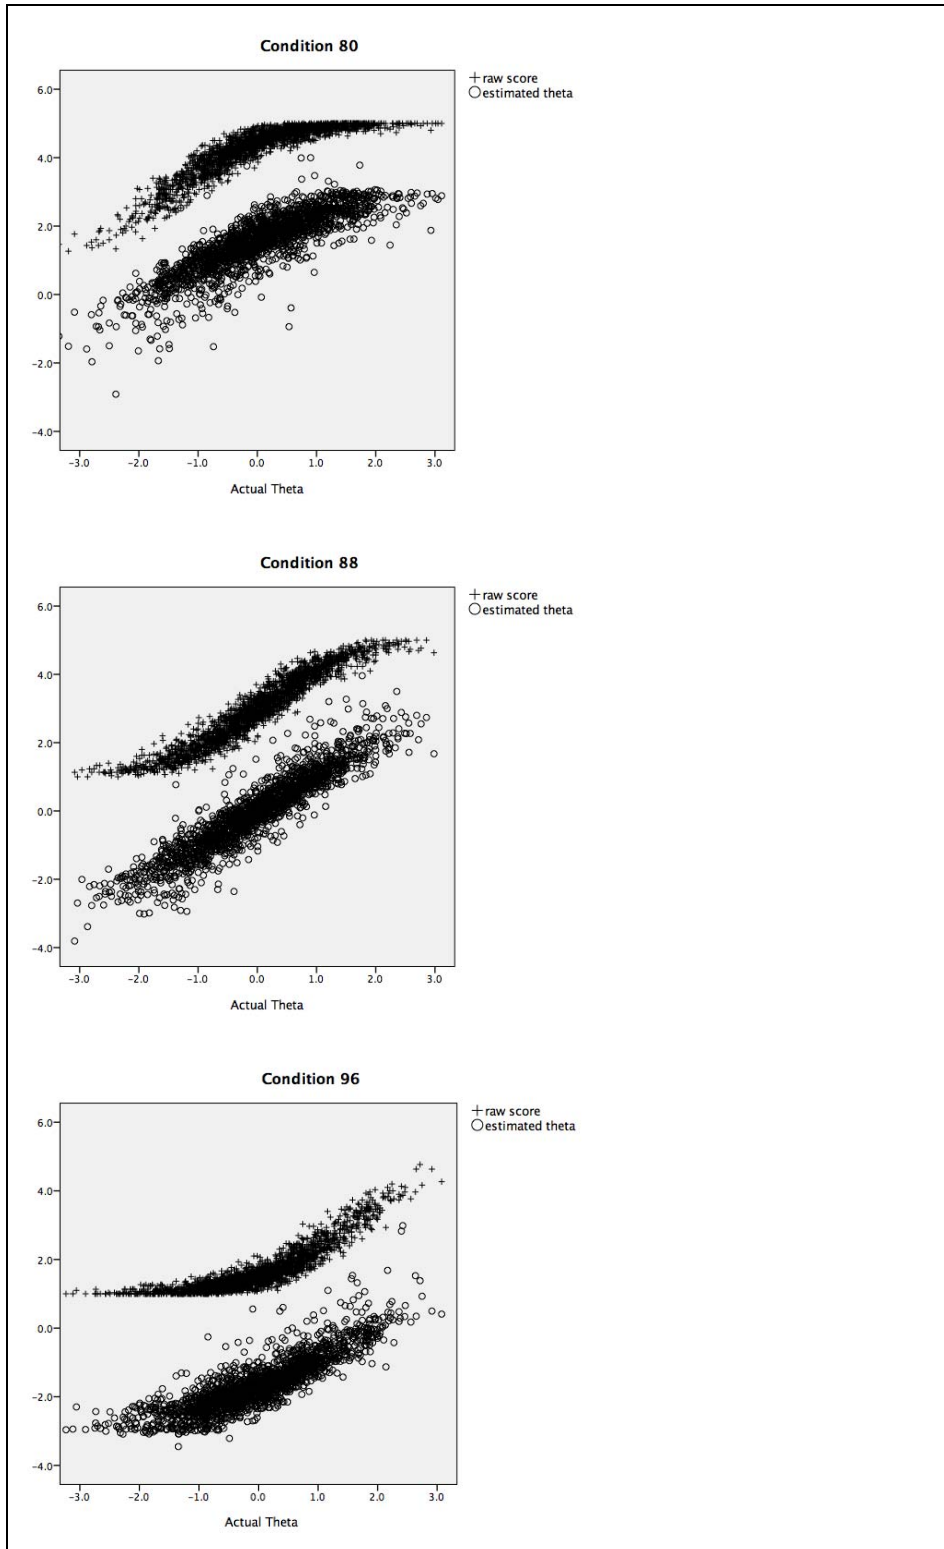 Condition 80
+ raw score
○ estimated theta
6.0
4.0
2.0
0.0
-2.0
-4.0
-3.0 -2.0 -1.0 0.0 1.0 2.0 3.0
Actual Theta
Condition 88
+ raw score
○ estimated theta
6.0
4.0
2.0
0.0
-2.0
-4.0
-3.0 -2.0 -1.0 0.0 1.0 2.0 3.0
Actual Theta
Condition 96
+ raw score
○ estimated theta
6.0
4.0
2.0
0.0
-2.0
-4.0
-3.0 -2.0 -1.0 0.0 1.0 2.0 3.0
Actual Theta